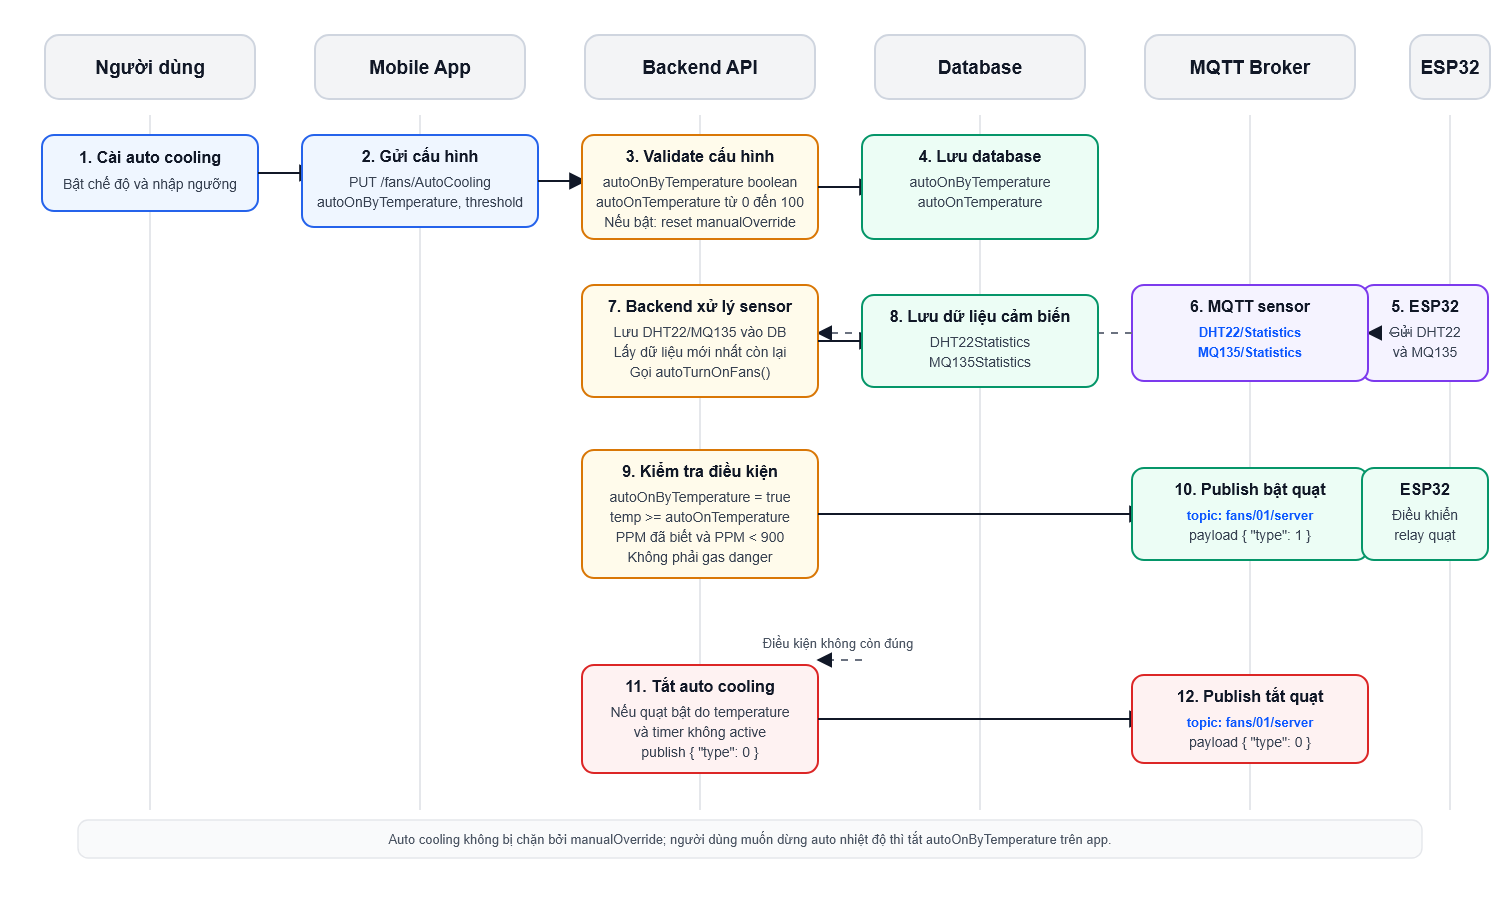 Người dùng
Mobile App
Backend API
Database
MQTT Broker
ESP32
1. Cài auto cooling
Bật chế độ và nhập ngưỡng
2. Gửi cấu hình
PUT /fans/AutoCooling
autoOnByTemperature, threshold
3. Validate cấu hình
autoOnByTemperature boolean
autoOnTemperature từ 0 đến 100
Nếu bật: reset manualOverride
4. Lưu database
autoOnByTemperature
autoOnTemperature
7. Backend xử lý sensor
Lưu DHT22/MQ135 vào DB
Lấy dữ liệu mới nhất còn lại
Gọi autoTurnOnFans()
8. Lưu dữ liệu cảm biến
DHT22Statistics
MQ135Statistics
6. MQTT sensor
DHT22/Statistics
MQ135/Statistics
5. ESP32
Gửi DHT22
và MQ135
9. Kiểm tra điều kiện
autoOnByTemperature = true
temp >= autoOnTemperature
PPM đã biết và PPM < 900
Không phải gas danger
10. Publish bật quạt
topic: fans/01/server
payload { "type": 1 }
ESP32
Điều khiển
relay quạt
Điều kiện không còn đúng
11. Tắt auto cooling
Nếu quạt bật do temperature
và timer không active
publish { "type": 0 }
12. Publish tắt quạt
topic: fans/01/server
payload { "type": 0 }
Auto cooling không bị chặn bởi manualOverride; người dùng muốn dừng auto nhiệt độ thì tắt autoOnByTemperature trên app.